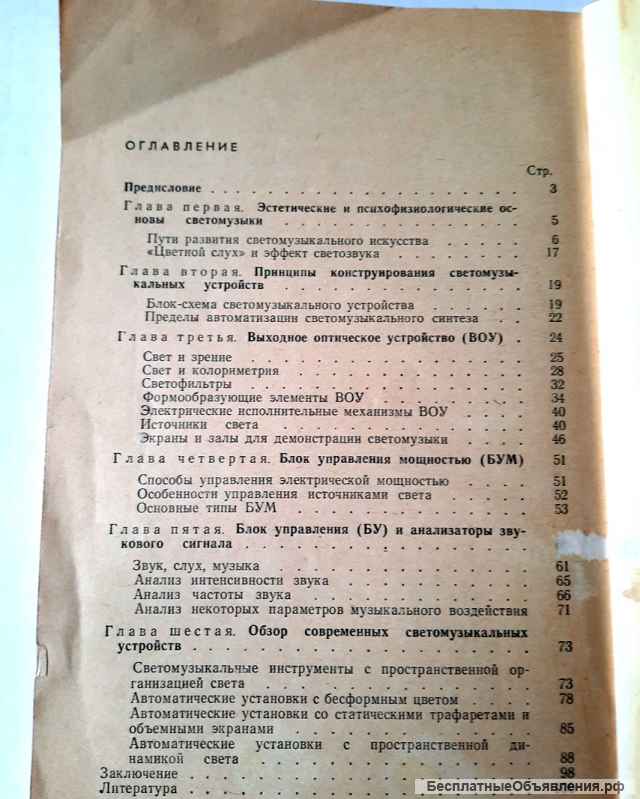 ОГЛАВЛЕНИЕ
Стр.
Предисловие . . . . . . . . . . . . . . . . . . 3
Глава первая. Эстетические и психофизиологические ос-
новы светомузыки . . . . . . . . . . . . . . 5
Пути развития светомузыкального искусства . . . . . 6
«Цветной слух» и эффект светозвука . . . . . . . 17
Глава вторая. Принципы конструирования светомузы-
кальных устройств . . . . . . . . . . . . . 19
Блок-схема светомузыкального устройства . . . . . 19
Пределы автоматизации светомузыкального синтеза . . 22
Глава третья. Выходное оптическое устройство (ВОУ) . 24
Свет и зрение . . . . . . . . . . . . . . . 25
Свет и колориметрия . . . . . . . . . . . . 28
Светофильтры . . . . . . . . . . . . . . . 32
Формообразующие элементы ВОУ . . . . . . . . 34
Электрические исполнительные механизмы ВОУ . . . . 40
Источники света . . . . . . . . . . . . . . 40
Экраны и залы для демонстрации светомузыки . . . . 46
Глава четвертая. Блок управления мощностью (БУМ) 51
Способы управления электрической мощностью . . . . 51
Особенности управления источниками света . . . . . 52
Основные типы БУМ . . . . . . . . . . . . 53
Глава пятая. Блок управления (БУ) и анализаторы зву-
кового сигнала . . . . . . . . . . . . . .
Звук, слух, музыка . . . . . . . . . . . . . 61
Анализ интенсивности звука . . . . . . . . . . 65
Анализ частоты звука . . . . . . . . . . . . 66
Анализ некоторых параметров музыкального воздействия 71
Глава шестая. Обзор современных светомузыкальных
устройств . . . . . . . . . . . . . . . . 73
Светомузыкальные инструменты с пространственной ор-
ганизацией света . . . . . . . . . . . . . . 73
Автоматические установки с бесформным цветом . . . . 78
Автоматические установки со статическими трафаретами и
объемными экранами . . . . . . . . . . . . 85
Автоматические установки с пространственной ди-
намикой света . . . . . . . . . . . . . . . 88
Заключение . . . . . . . . . . . . . . . . . 98
Литература . . . . . . . . . . . . .
БесплатныеОбъявления.рф